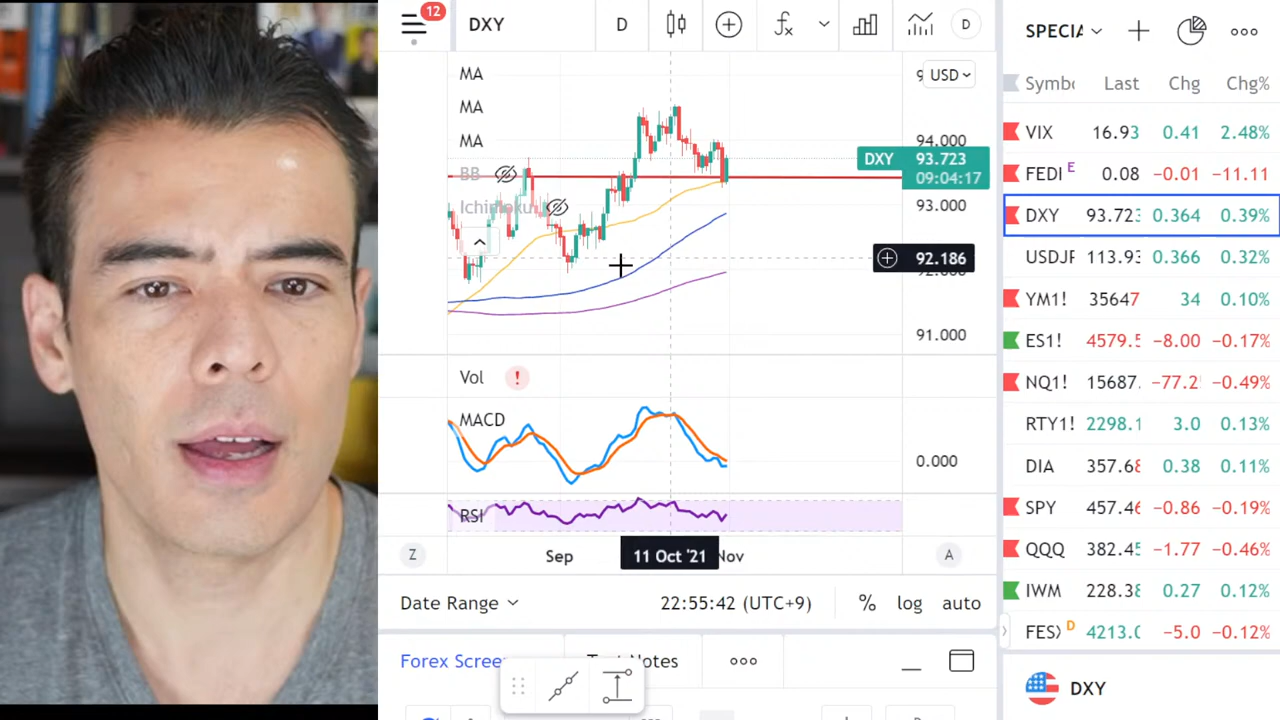 12
DXY
D
D
MA
MA
MA
BB
Ichimoku
USD
94.000
DXY 93.723
09:04:17
93.000
92.186
91.000
Vol !
MACD
0.000
RSI
Z
Sep
11 Oct '21
Nov
A
Date Range
22:55:42 (UTC+9)
%
log
auto
Forex Scree
Notes
SPECIA
Symbo Last Chg Chg%
VIX 16.93 0.41 2.48%
FEDI E 0.08 -0.01 -11.11
DXY 93.723 0.364 0.39%
USDJF 113.93 0.366 0.32%
YM1! 35647 34 0.10%
ES1! 4579.5 -8.00 -0.17%
NQ1! 15687. -77.2 -0.49%
RTY1! 2298.1 3.0 0.13%
DIA 357.68 0.38 0.11%
SPY 457.46 -0.86 -0.19%
QQQ 382.45 -1.77 -0.46%
IWM 228.38 0.27 0.12%
FESX D 4213.0 -5.0 -0.12%
DXY